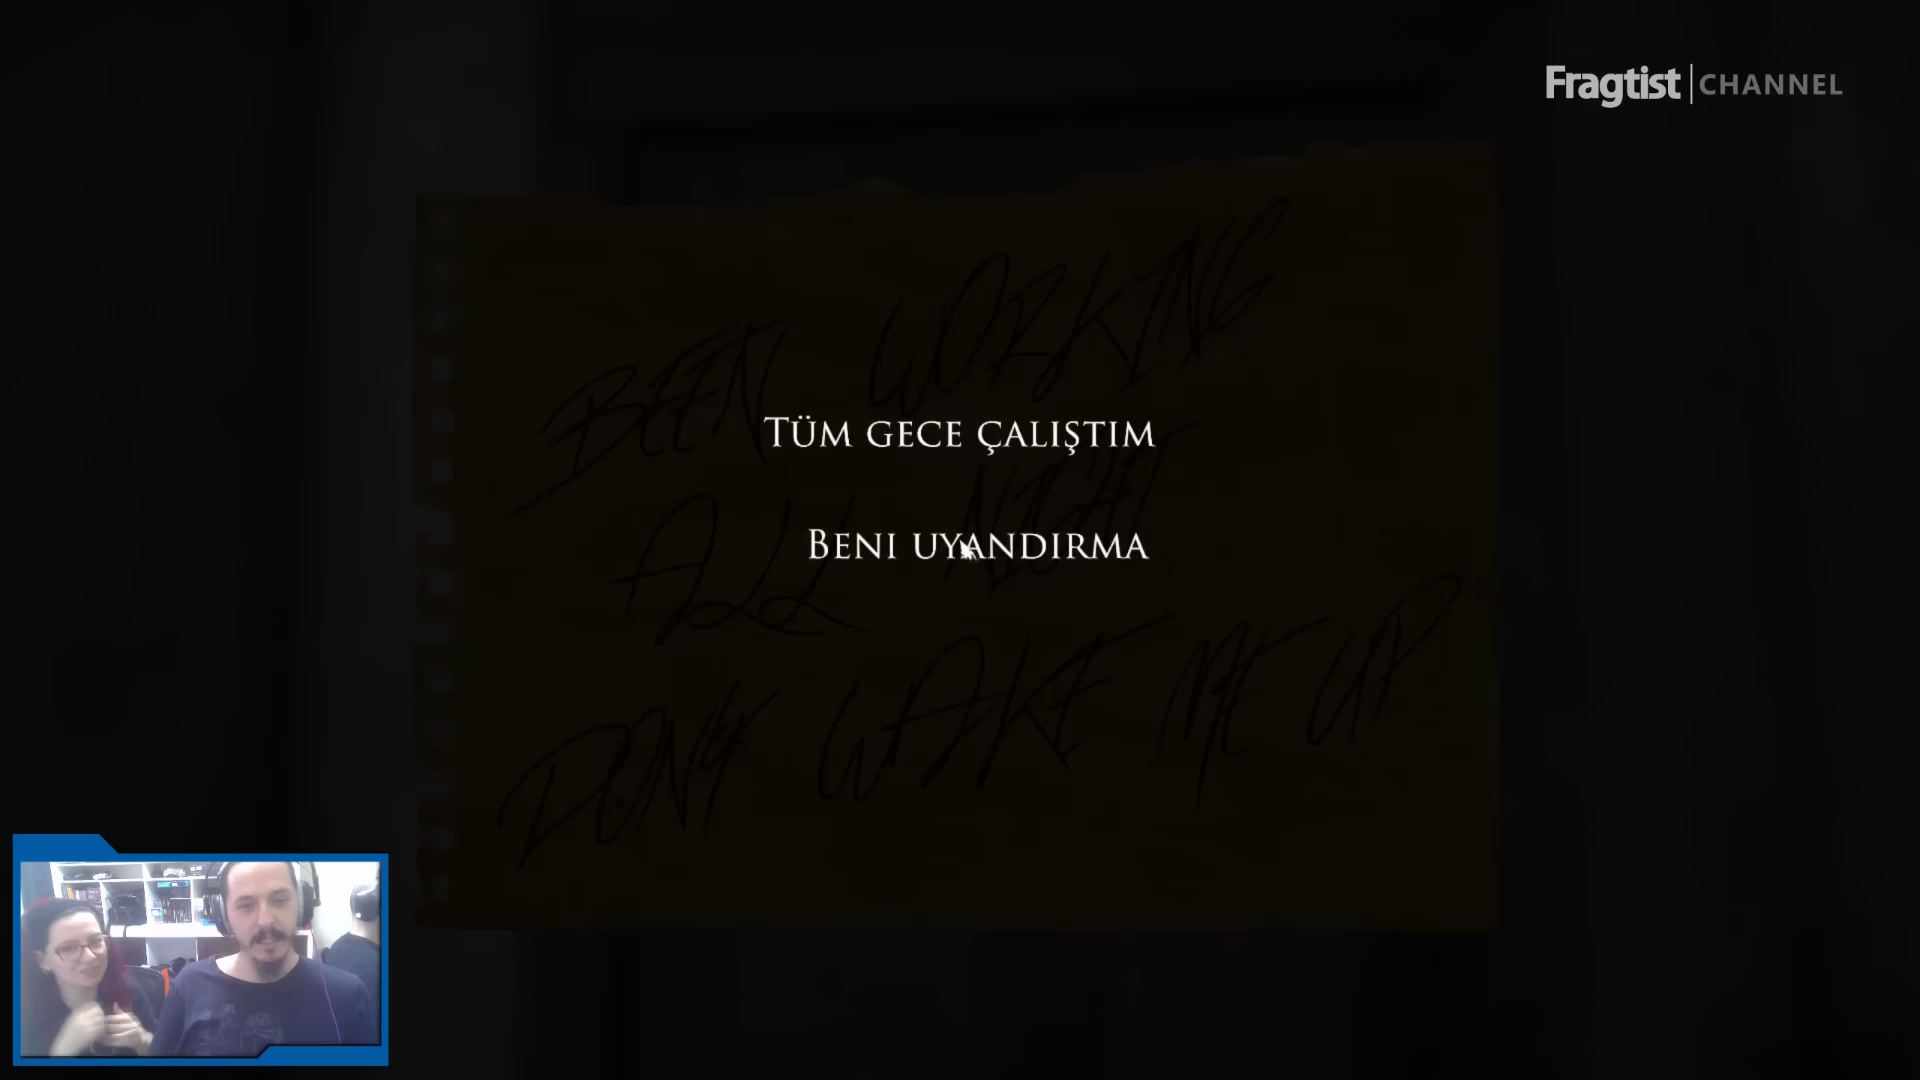 Fragtist CHANNEL
BEEN WORKING
TÜM GECE ÇALIŞTIM
ALL NIGHT
BENI UYANDIRMA
DON'T WAKE ME UP